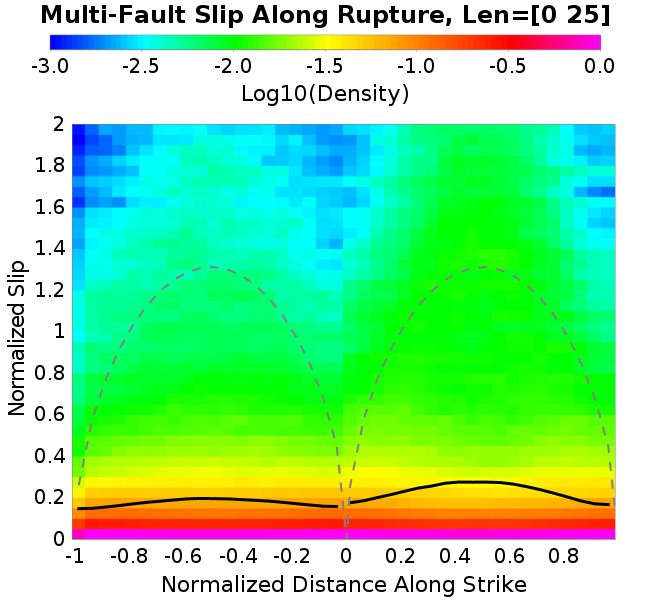 Multi-Fault Slip Along Rupture, Len=[0 25]
-3.0 -2.5 -2.0 -1.5 -1.0 -0.5 0.0
Log10(Density)
Normalized Slip
2
1.8
1.6
1.4
1.2
1
0.8
0.6
0.4
0.2
0
-1 -0.8 -0.6 -0.4 -0.2 0 0.2 0.4 0.6 0.8
Normalized Distance Along Strike